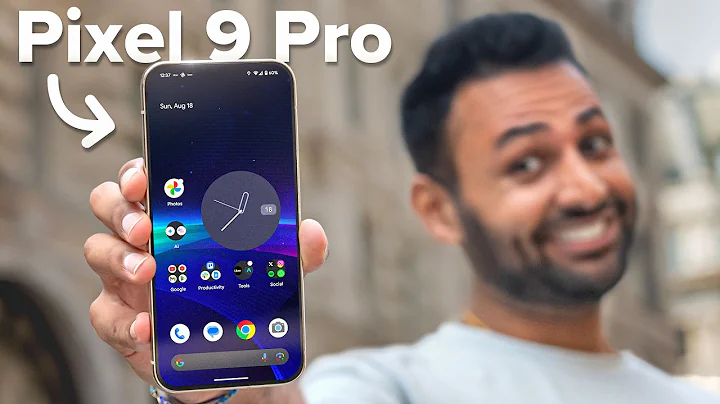 Pixel 9 Pro
12:37
60%
Sun, Aug 18
Photos
18
AI
Google
Productivity
Tools
Social